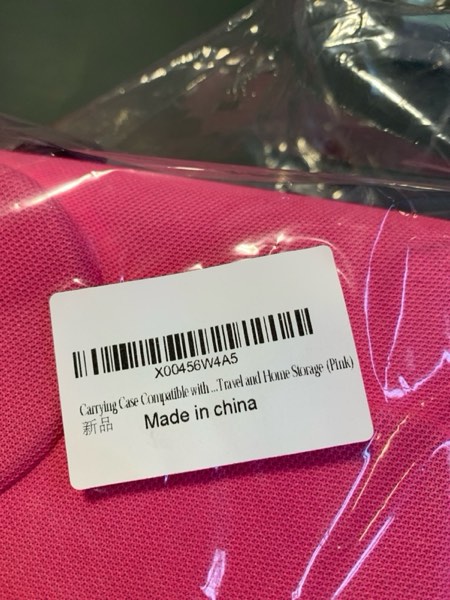 X00456W4A5
Carrying Case Compatible with ...Travel and Home Storage (Pink)
新品
Made in china